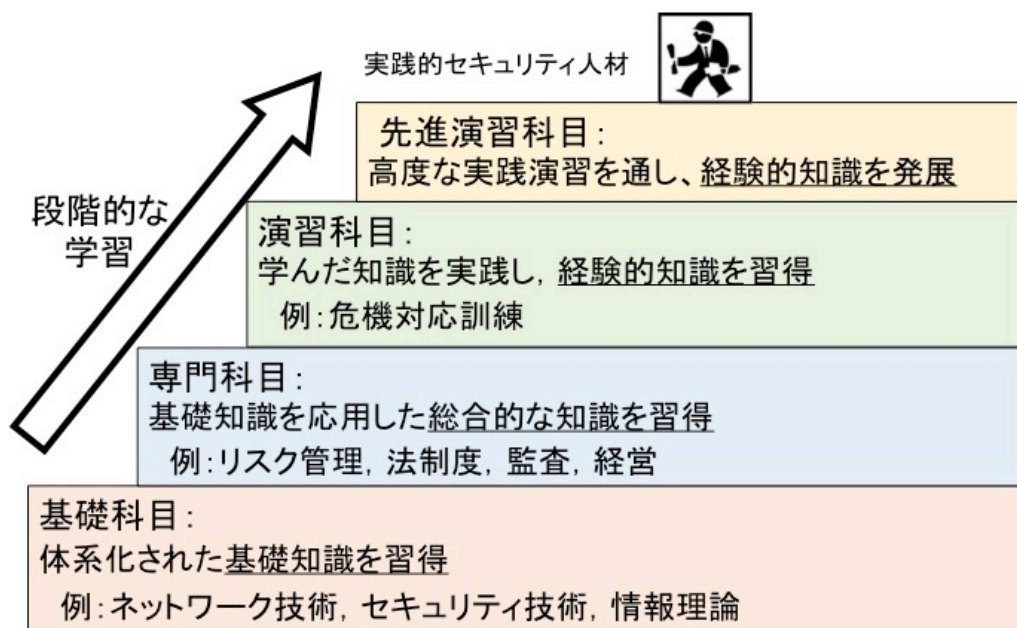 実践的セキュリティ人材
先進演習科目：
高度な実践演習を通し、経験的知識を発展
段階的な
学習
演習科目：
学んだ知識を実践し，経験的知識を習得
例：危機対応訓練
専門科目：
基礎知識を応用した総合的な知識を習得
例：リスク管理，法制度，監査，経営
基礎科目：
体系化された基礎知識を習得
例：ネットワーク技術，セキュリティ技術，情報理論